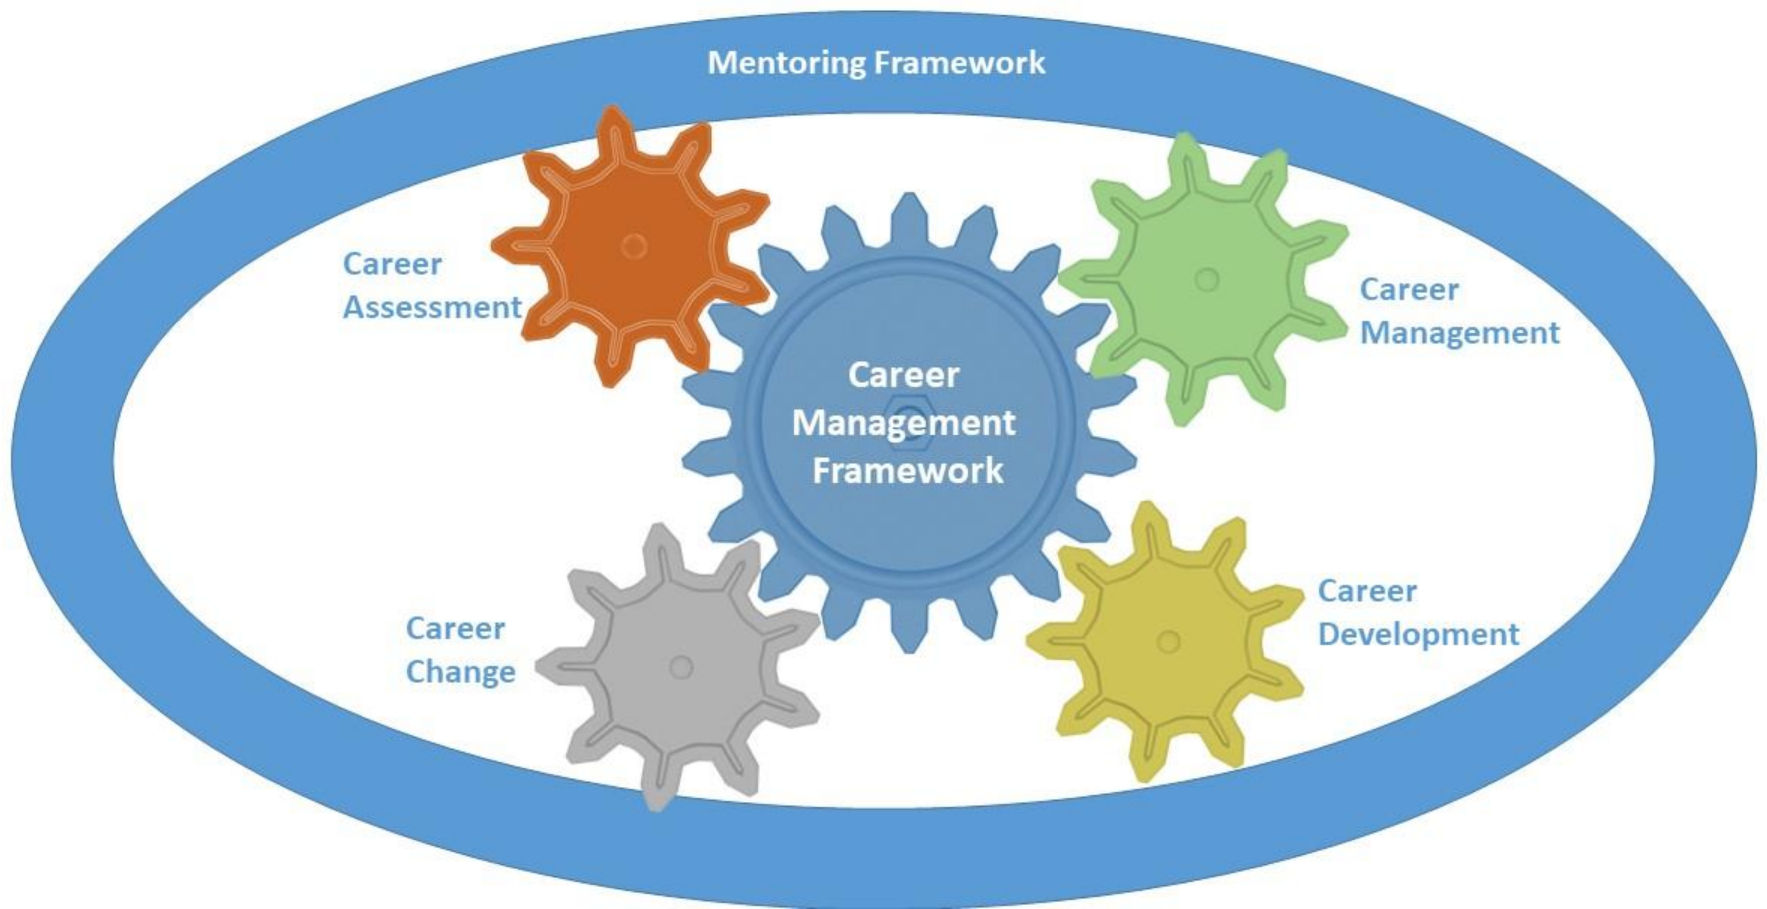 Mentoring Framework
Career
Assessment
Career
Management
Career
Management
Framework
Career
Change
Career
Development